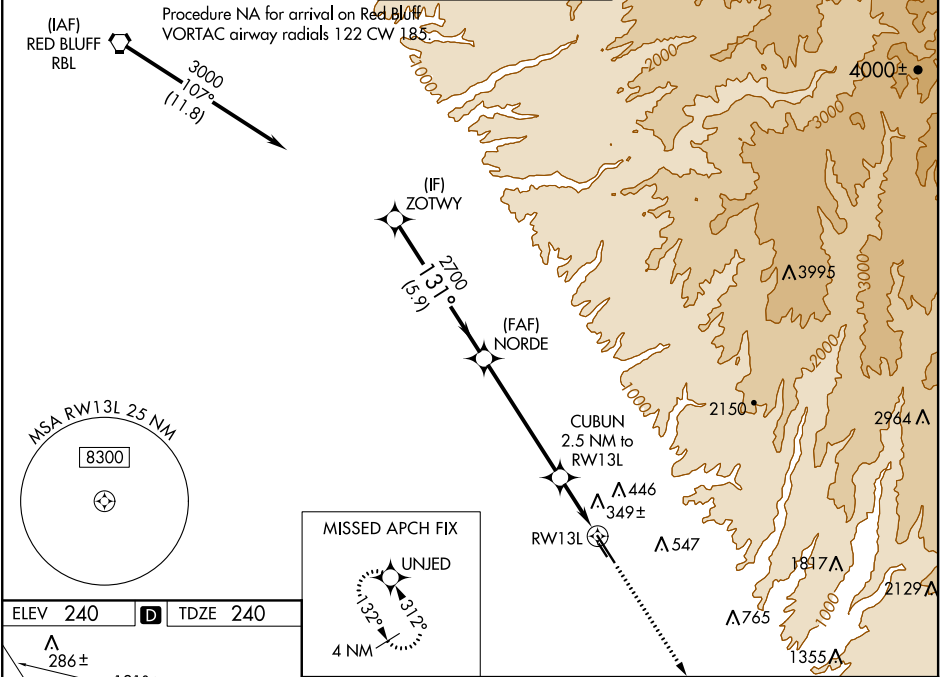 Procedure NA for arrival on Red Bluff
VORTAC airway radials 122 CW 185.
(IAF)
RED BLUFF
RBL
3000
107°
(11.8)
1000
2000
4000±
3000
(IF)
ZOTWY
2700
131°
(5.9)
3995
3000
(FAF)
NORDE
2000
1000
2150
2964
MSA RW13L 25 NM
8300
CUBUN
2.5 NM to
RW13L
446
349±
RW13L
547
MISSED APCH FIX
UNJED
132°
312°
4 NM
1817
2129
1000
765
1355
ELEV 240 D TDZE 240
286±